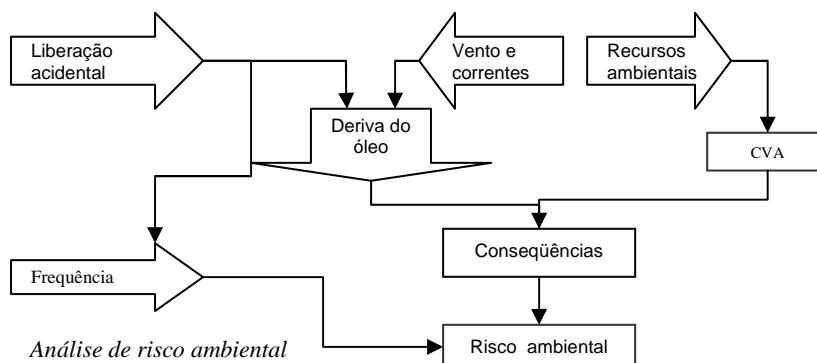 Liberação
acidental
Vento e
correntes
Recursos
ambientais
Deriva do
óleo
CVA
Conseqüências
Frequência
Risco ambiental
Análise de risco ambiental